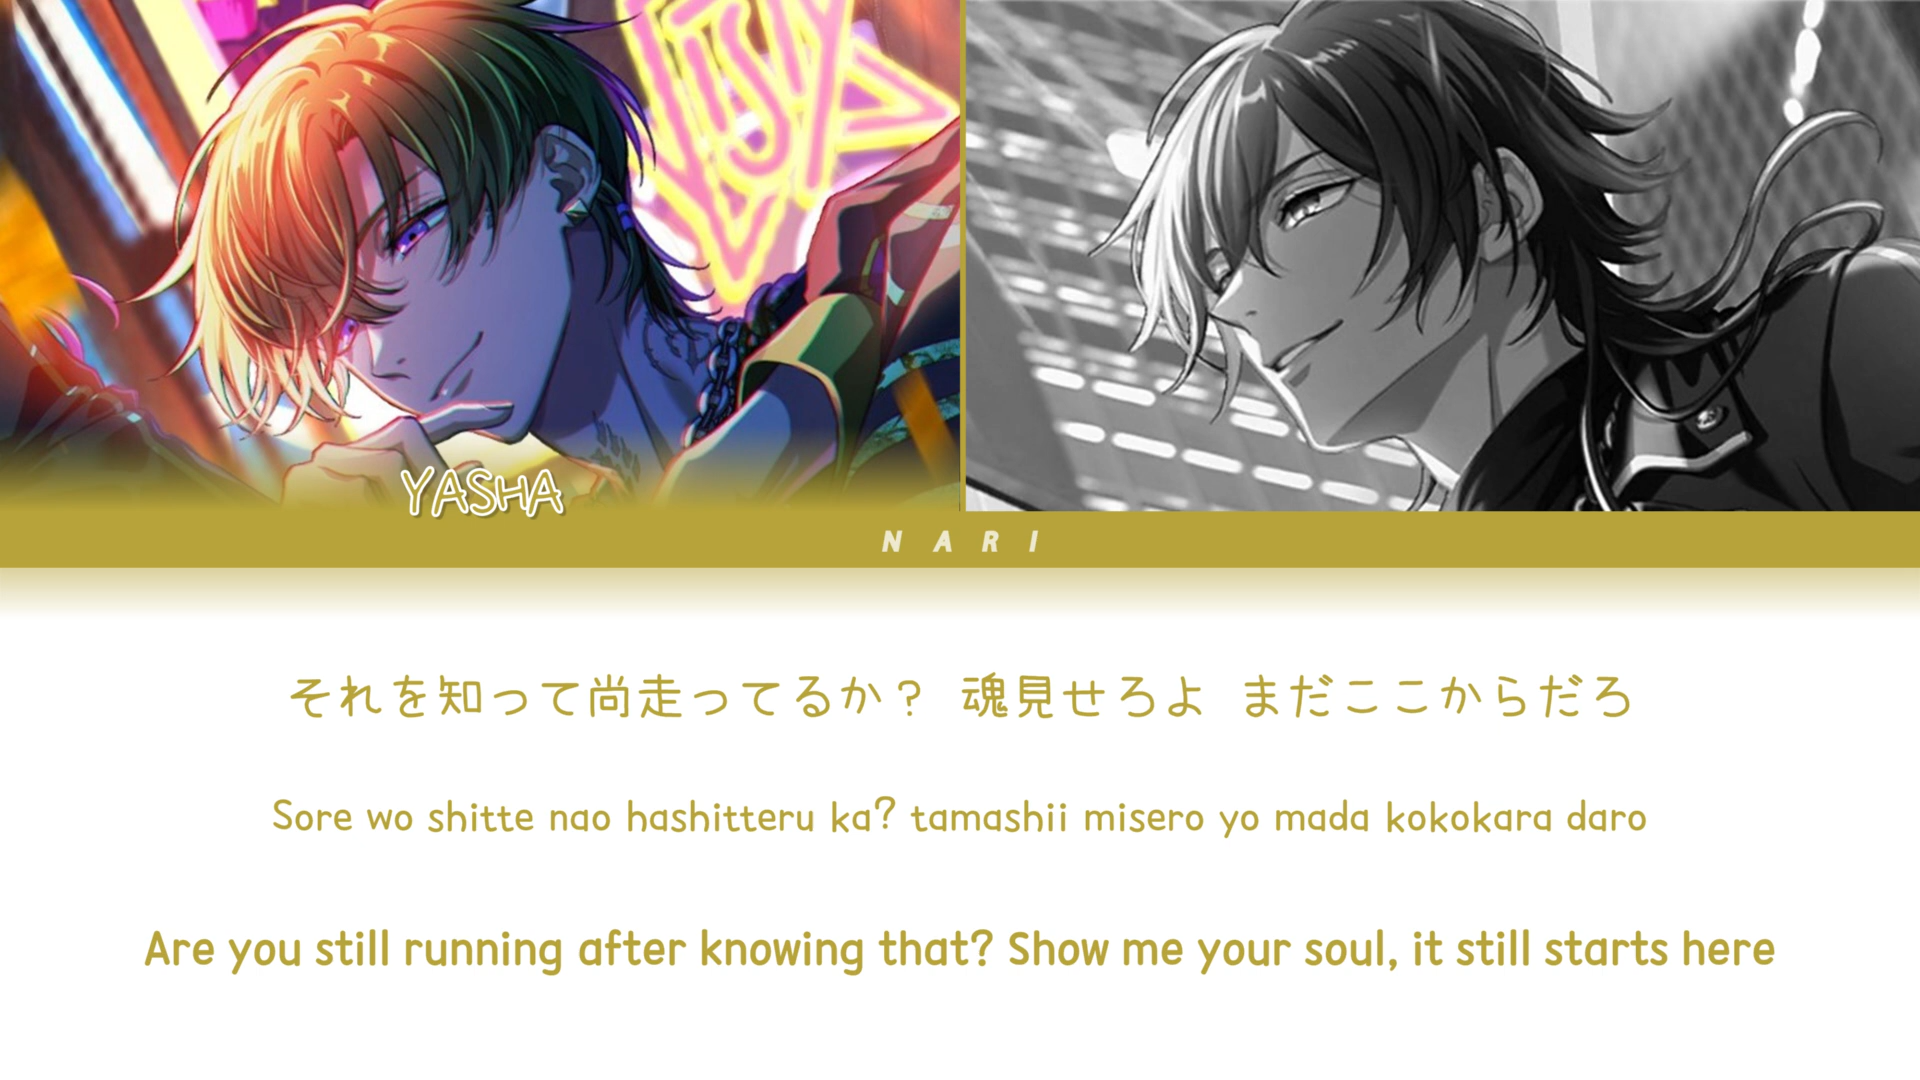 YASHA
NARI
それを知って尚走ってるか？ 魂見せろよ まだここからだろ
Sore wo shitte nao hashitteru ka? tamashii misero yo mada kokokara daro
Are you still running after knowing that? Show me your soul, it still starts here